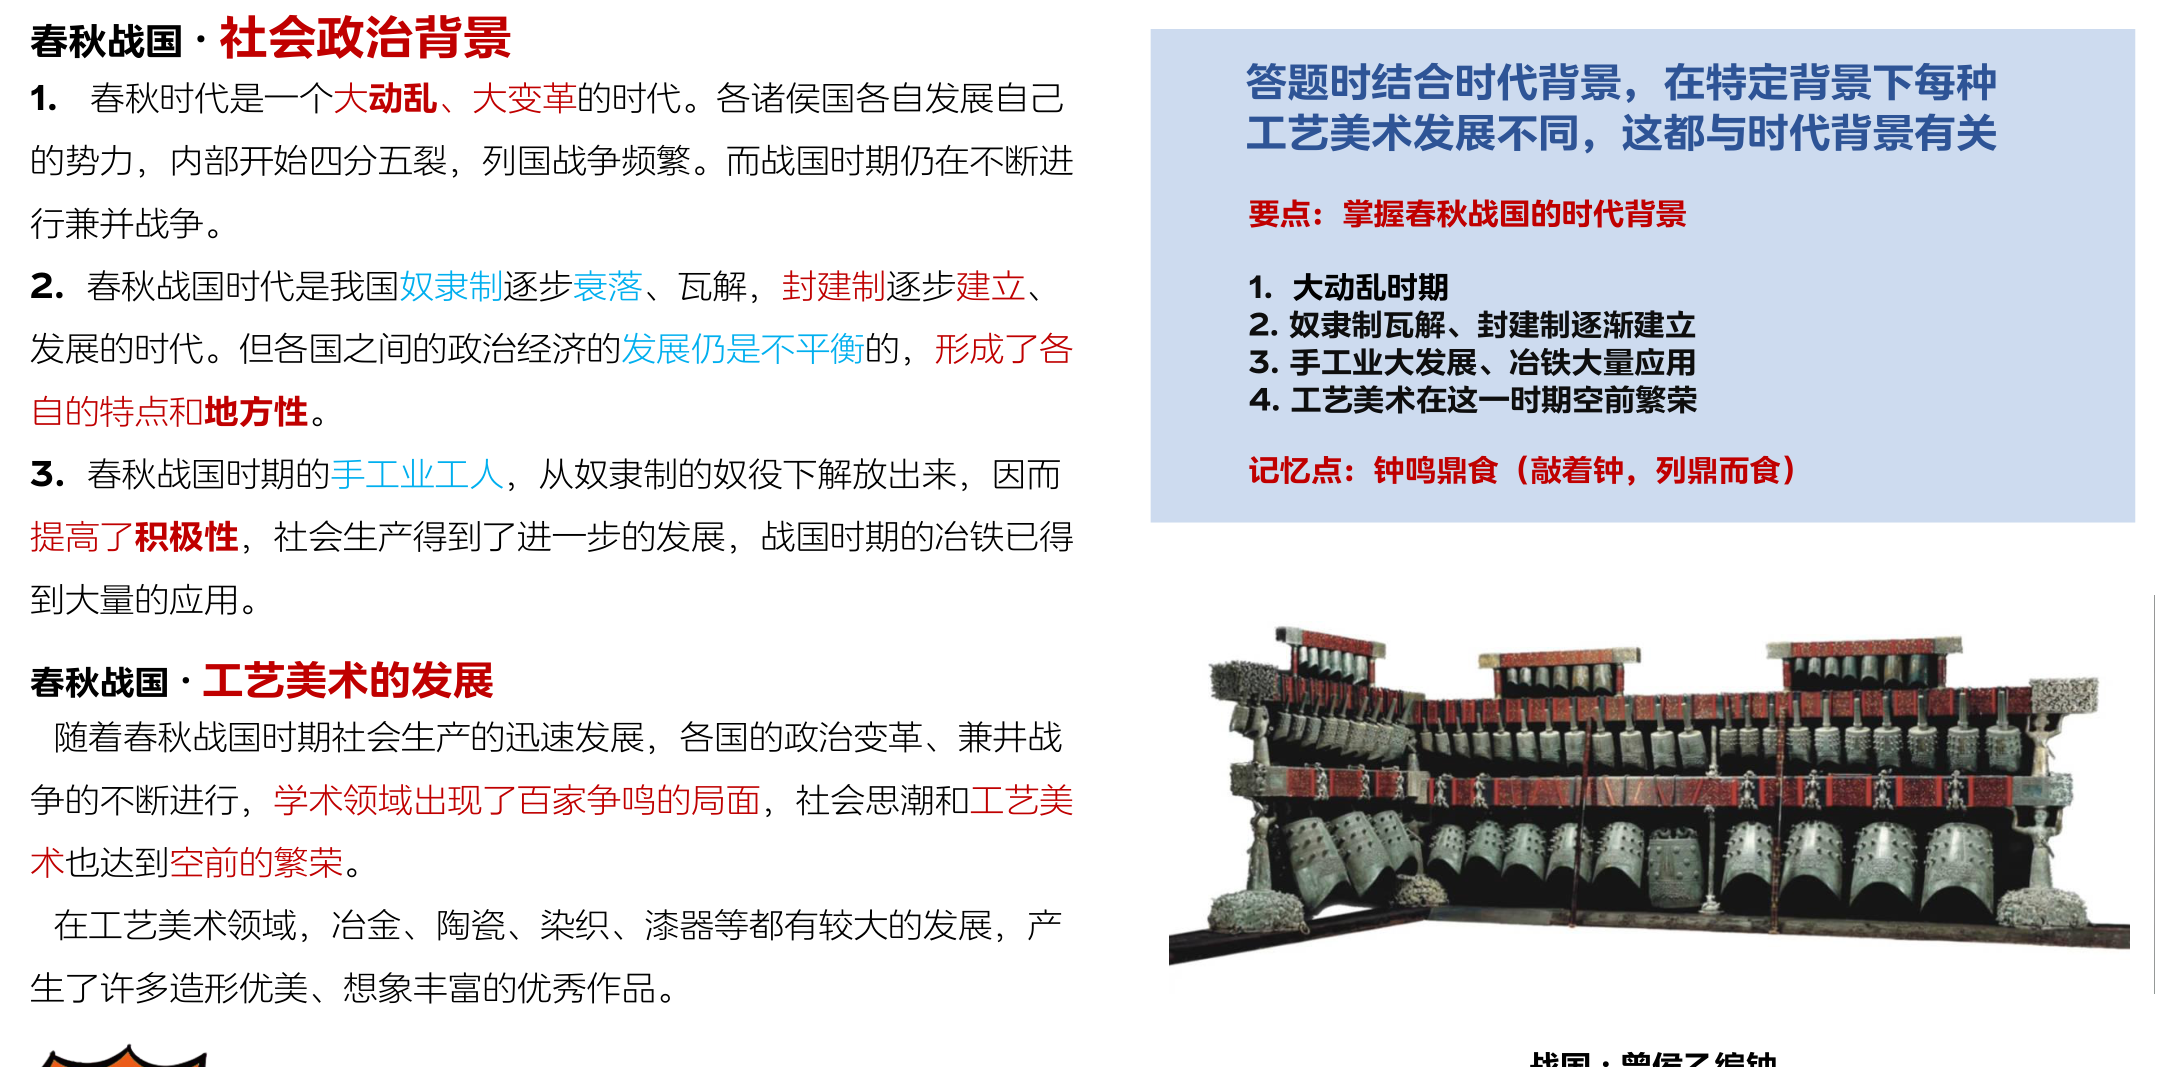 春秋战国 · 社会政治背景
1. 春秋时代是一个大动乱、大变革的时代。各诸侯国各自发展自己
的势力，内部开始四分五裂，列国战争频繁。而战国时期仍在不断进
行兼并战争。
2. 春秋战国时代是我国奴隶制逐步衰落、瓦解，封建制逐步建立、
发展的时代。但各国之间的政治经济的发展仍是不平衡的，形成了各
自的特点和地方性。
3. 春秋战国时期的手工业工人，从奴隶制的奴役下解放出来，因而
提高了积极性，社会生产得到了进一步的发展，战国时期的冶铁已得
到大量的应用。
春秋战国 · 工艺美术的发展
随着春秋战国时期社会生产的迅速发展，各国的政治变革、兼井战
争的不断进行，学术领域出现了百家争鸣的局面，社会思潮和工艺美
术也达到空前的繁荣。
在工艺美术领域，冶金、陶瓷、染织、漆器等都有较大的发展，产
生了许多造形优美、想象丰富的优秀作品。
答题时结合时代背景，在特定背景下每种
工艺美术发展不同，这都与时代背景有关
要点：掌握春秋战国的时代背景
1. 大动乱时期
2. 奴隶制瓦解、封建制逐渐建立
3. 手工业大发展、冶铁大量应用
4. 工艺美术在这一时期空前繁荣
记忆点：钟鸣鼎食（敲着钟，列鼎而食）
战国 · 曾侯乙编钟